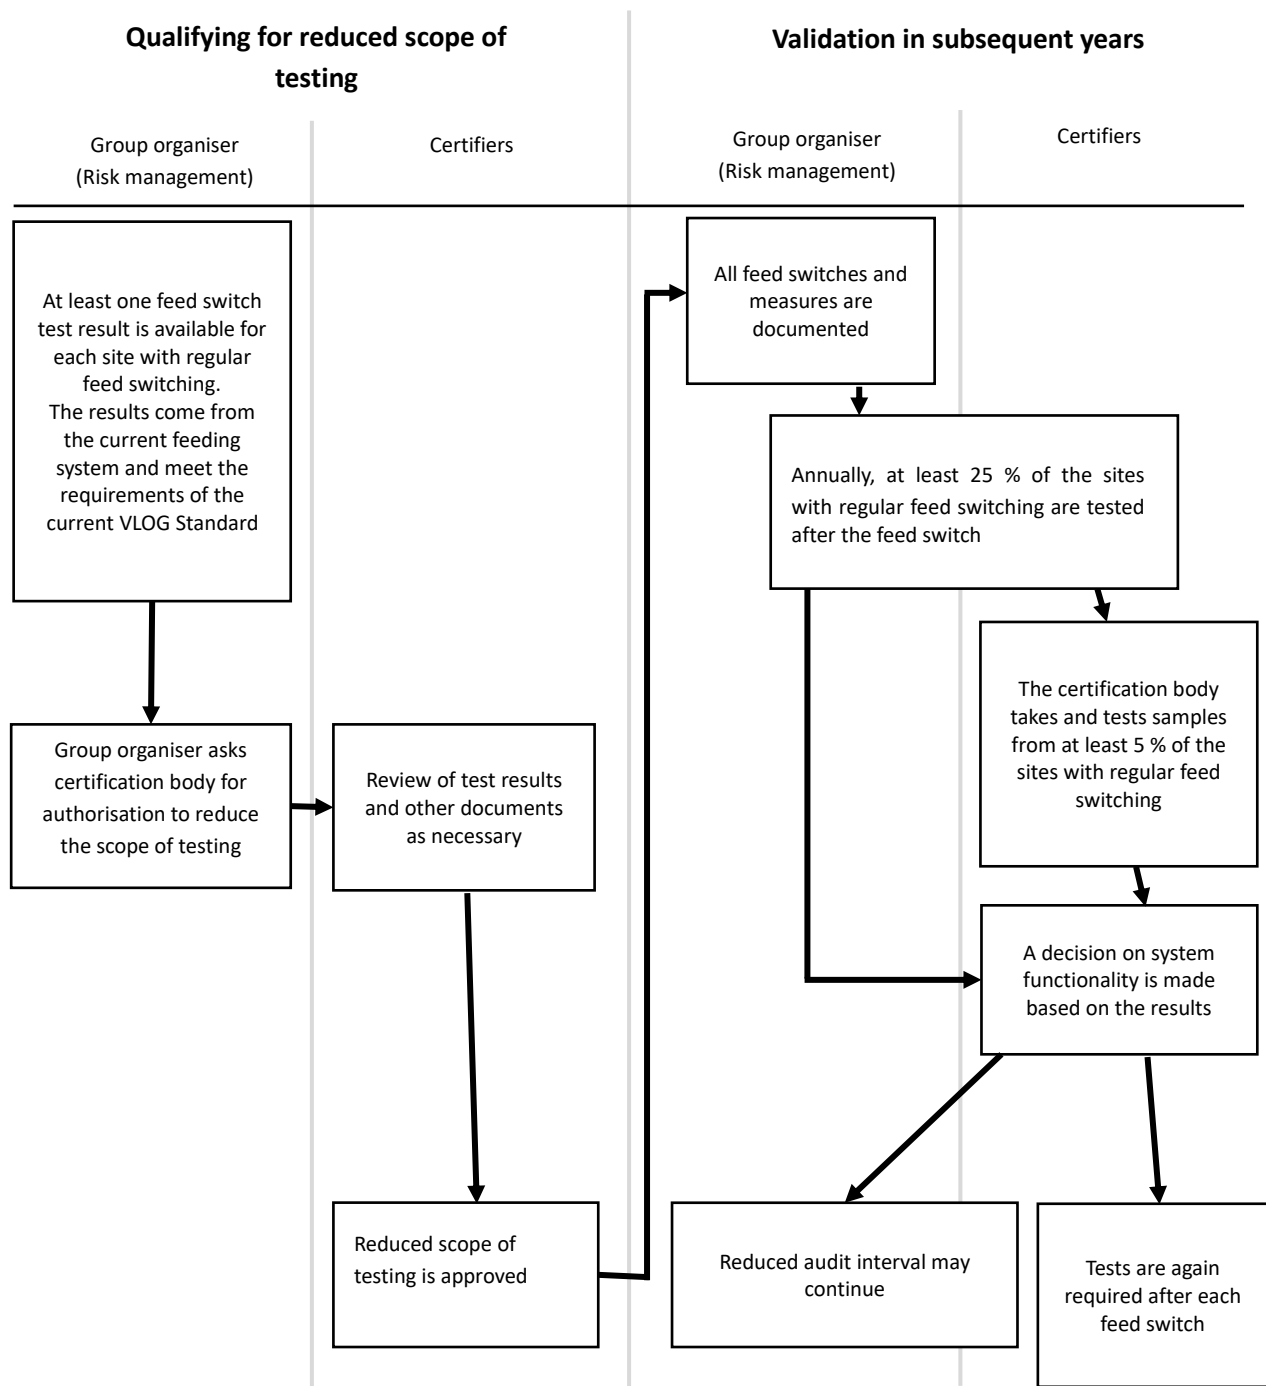 Qualifying for reduced scope of
testing
Validation in subsequent years
Group organiser
(Risk management)
Certifiers
Group organiser
(Risk management)
Certifiers
At least one feed switch
test result is available for
each site with regular
feed switching.
The results come from
the current feeding
system and meet the
requirements of the
current VLOG Standard
Group organiser asks
certification body for
authorisation to reduce
the scope of testing
Review of test results
and other documents
as necessary
Reduced scope of
testing is approved
All feed switches and
measures are
documented
Annually, at least 25 % of the sites
with regular feed switching are tested
after the feed switch
The certification body
takes and tests samples
from at least 5 % of the
sites with regular feed
switching
A decision on system
functionality is made
based on the results
Reduced audit interval may
continue
Tests are again
required after each
feed switch